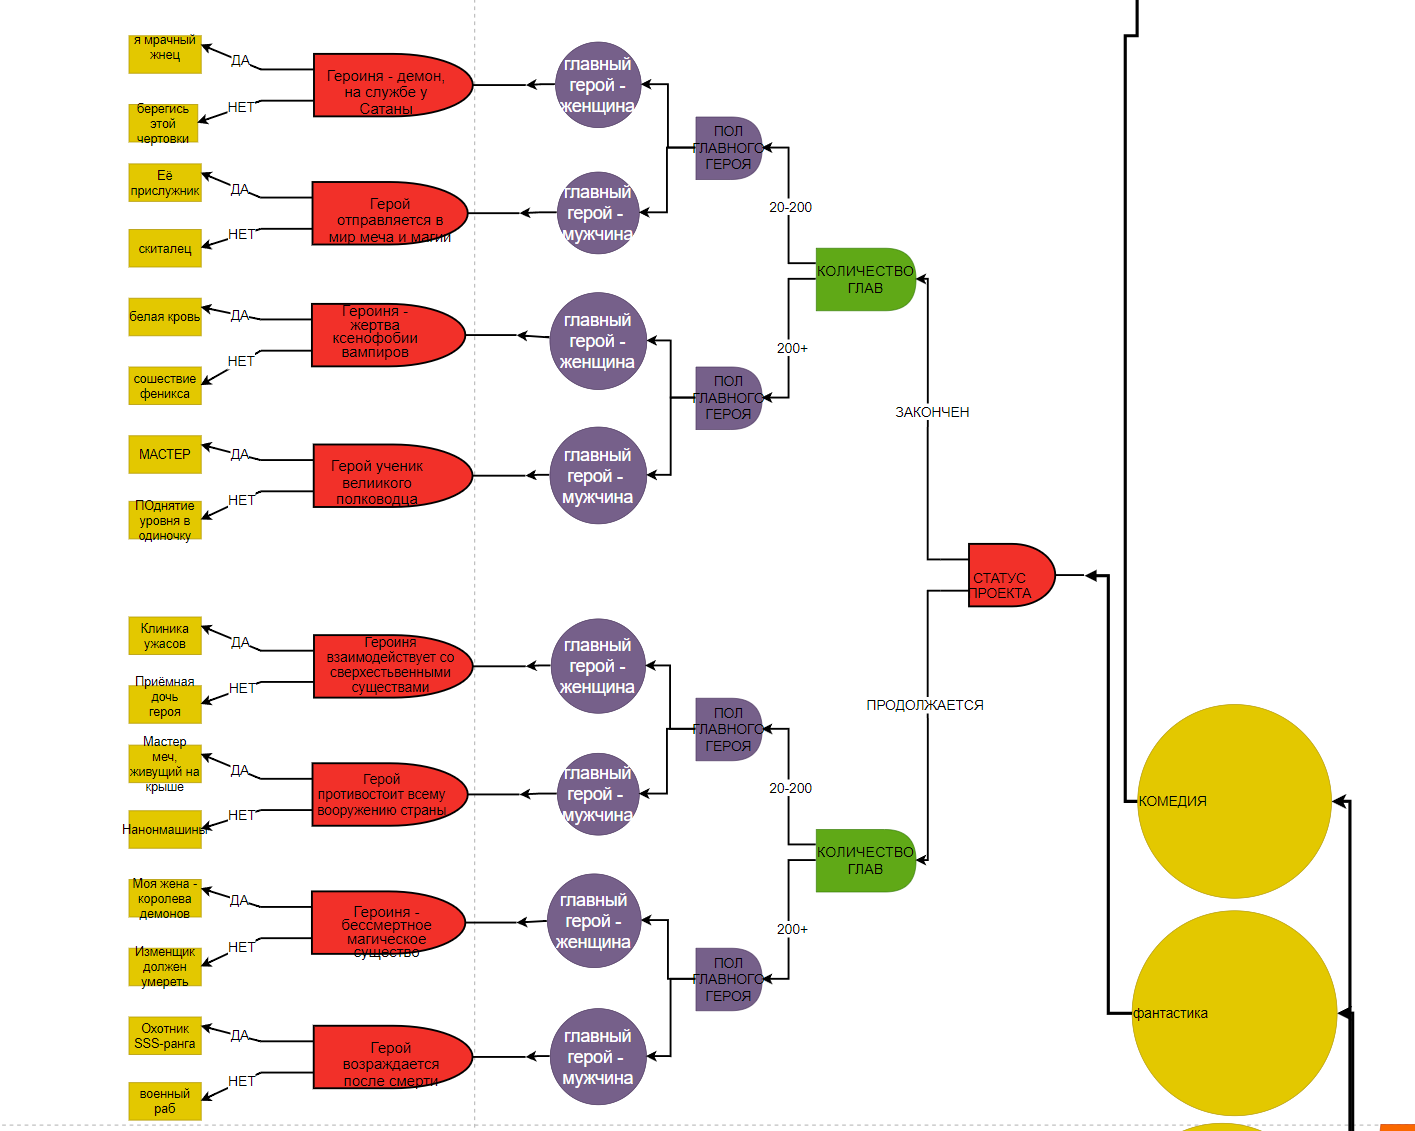 я мрачный
жнец
ДА
Героиня - демон,
на службе у
Сатаны
главный
герой -
женщина
НЕТ
берегись
этой
чертовки
ПОЛ
ГЛАВНОГО
ГЕРОЯ
Её
прислужник
ДА
Герой
отправляется в
мир меча и магии
главный
герой -
мужчина
20-200
НЕТ
скиталец
КОЛИЧЕСТВО
ГЛАВ
белая кровь
ДА
Героиня -
жертва
ксенофобии
вампиров
главный
герой -
женщина
200+
НЕТ
сошествие
феникса
ПОЛ
ГЛАВНОГО
ГЕРОЯ
ЗАКОНЧЕН
МАСТЕР
ДА
Герой ученик
велиикого
полководца
главный
герой -
мужчина
НЕТ
ПОднятие
уровня в
одиночку
СТАТУС
ПРОЕКТА
Клиника
ужасов
ДА
Героиня
взаимодействует со
сверхестьвенными
существами
главный
герой -
женщина
НЕТ
Приёмная
дочь
героя
ПРОДОЛЖАЕТСЯ
ПОЛ
ГЛАВНОГО
ГЕРОЯ
Мастер
меч,
живущий на
крыше
ДА
Герой
противостоит всему
вооружению страны
главный
герой -
мужчина
20-200
КОМЕДИЯ
НЕТ
Нанонмашины
КОЛИЧЕСТВО
ГЛАВ
Моя жена -
королева
демонов
ДА
Героиня -
бессмертное
магическое
существо
главный
герой -
женщина
200+
НЕТ
Изменщик
должен
умереть
ПОЛ
ГЛАВНОГО
ГЕРОЯ
фантастика
Охотник
SSS-ранга
ДА
Герой
возраждается
после смерти
главный
герой -
мужчина
НЕТ
военный
раб